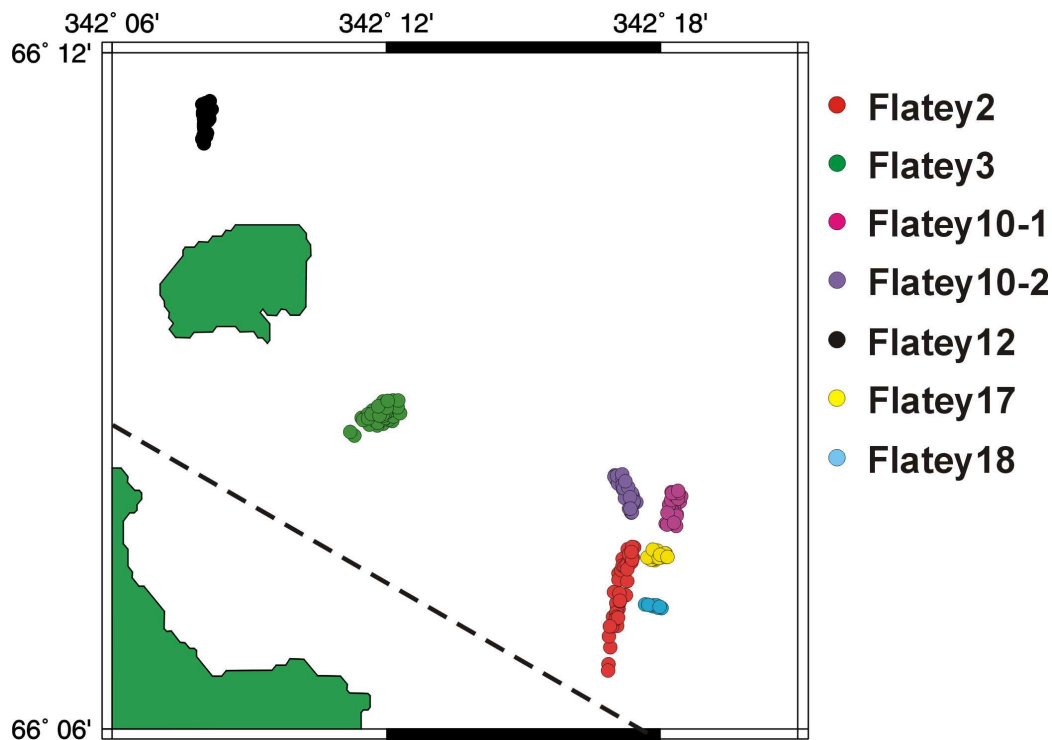 342° 06' 342° 12' 342° 18'
66° 12'
Flatey2
Flatey3
Flatey10-1
Flatey10-2
Flatey12
Flatey17
Flatey18
66° 06'